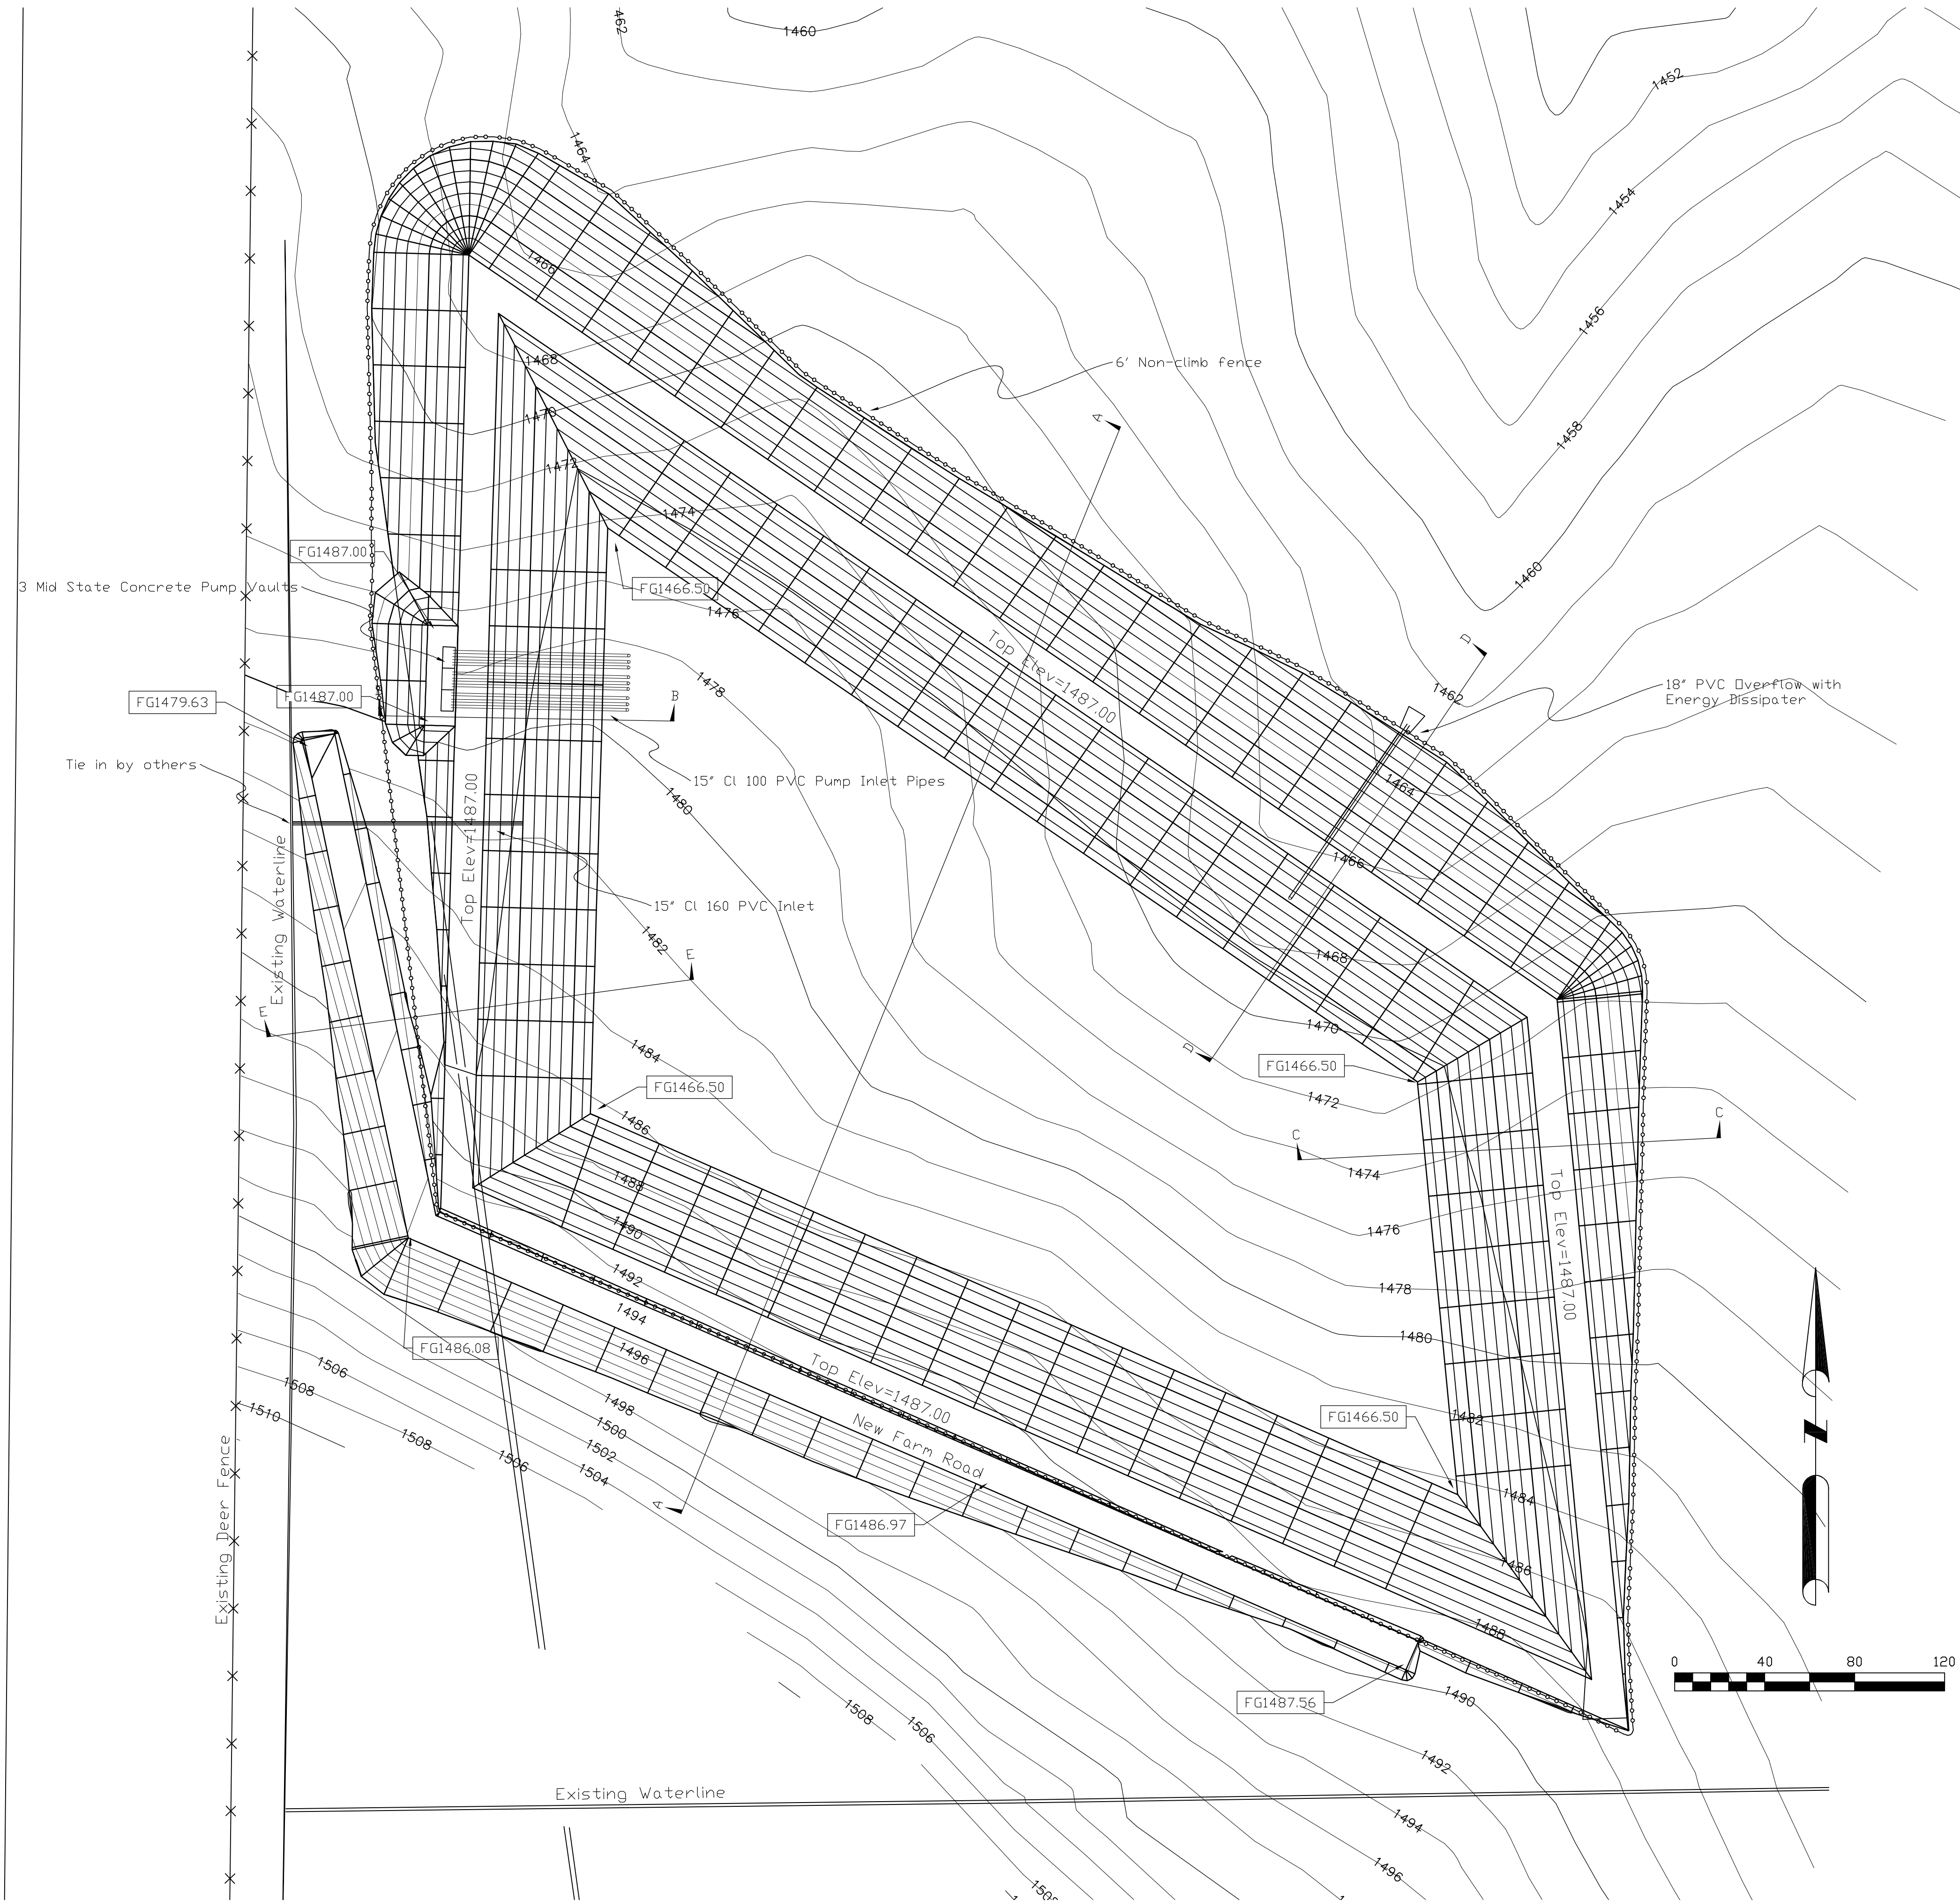 462
1460
1452
1464
1454
1466
1456
1468
6' Non-climb fence
A
1470
1458
1472
1474
FG1487.00
1460
3 Mid State Concrete Pump Vaults
FG1466.50
1476
D
Top Elev=1487.00
1478
1462
18" PVC Overflow with
Energy Dissipater
FG1487.00
B
FG1479.63
Tie in by others
15" Cl 100 PVC Pump Inlet Pipes
1464
1480
Top Elev=1487.00
1466
15" Cl 160 PVC Inlet
Existing Waterline
1482
1468
E
E
1470
1484
D
FG1466.50
FG1466.50
1472
1486
C
C
1474
1488
Top Elev=1487.00
1490
1476
1492
1478
1494
1480
FG1486.08
1496
1506
1508
1498
Top Elev=1487.00
1510
1500
New Farm Road
FG1466.50
1482
1508
1502
N
1506
1504
1484
A
FG1486.97
Existing Deer Fence
1486
1488
0 40 80 120
FG1487.56
1490
1508
1506
1492
Existing Waterline
1494
1496